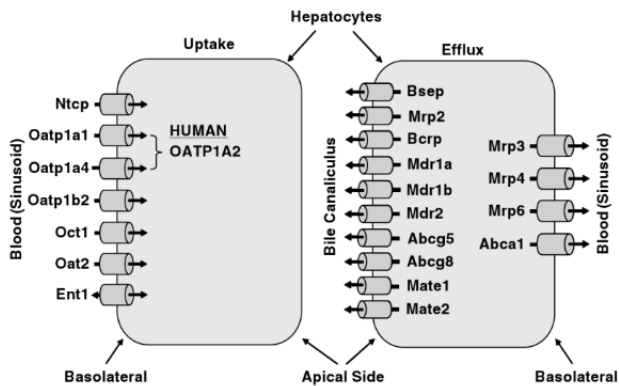 Hepatocytes
Uptake
Efflux
Ntcp
Oatp1a1
Oatp1a4
Oatp1b2
Oct1
Oat2
Ent1
HUMAN
OATP1A2
Blood (Sinusoid)
Bile Canaliculus
Bsep
Mrp2
Bcrp
Mdr1a
Mdr1b
Mdr2
Abcg5
Abcg8
Mate1
Mate2
Mrp3
Mrp4
Mrp6
Abca1
Blood (Sinusoid)
Basolateral
Apical Side
Basolateral